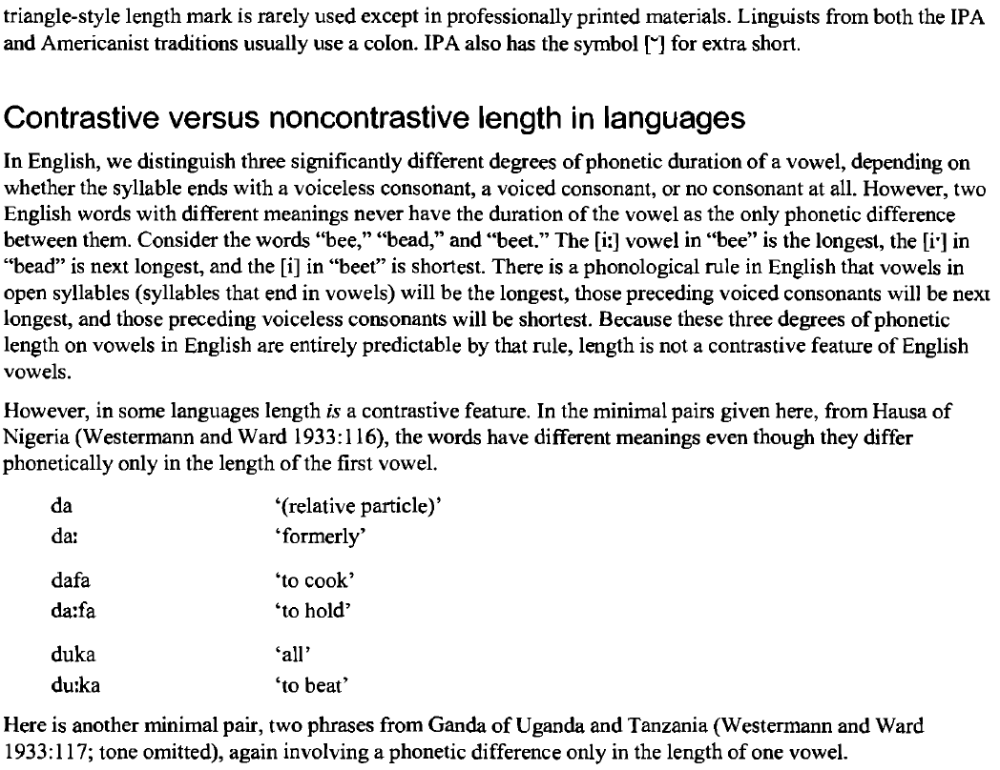 triangle-style length mark is rarely used except in professionally printed materials. Linguists from both the IPA
and Americanist traditions usually use a colon. IPA also has the symbol [˘] for extra short.
Contrastive versus noncontrastive length in languages
In English, we distinguish three significantly different degrees of phonetic duration of a vowel, depending on
whether the syllable ends with a voiceless consonant, a voiced consonant, or no consonant at all. However, two
English words with different meanings never have the duration of the vowel as the only phonetic difference
between them. Consider the words “bee,” “bead,” and “beet.” The [iː] vowel in “bee” is the longest, the [iˑ] in
“bead” is next longest, and the [i] in “beet” is shortest. There is a phonological rule in English that vowels in
open syllables (syllables that end in vowels) will be the longest, those preceding voiced consonants will be next
longest, and those preceding voiceless consonants will be shortest. Because these three degrees of phonetic
length on vowels in English are entirely predictable by that rule, length is not a contrastive feature of English
vowels.
However, in some languages length is a contrastive feature. In the minimal pairs given here, from Hausa of
Nigeria (Westermann and Ward 1933:116), the words have different meanings even though they differ
phonetically only in the length of the first vowel.
da ‘(relative particle)’
daː ‘formerly’
dafa ‘to cook’
daːfa ‘to hold’
duka ‘all’
duːka ‘to beat’
Here is another minimal pair, two phrases from Ganda of Uganda and Tanzania (Westermann and Ward
1933:117; tone omitted), again involving a phonetic difference only in the length of one vowel.